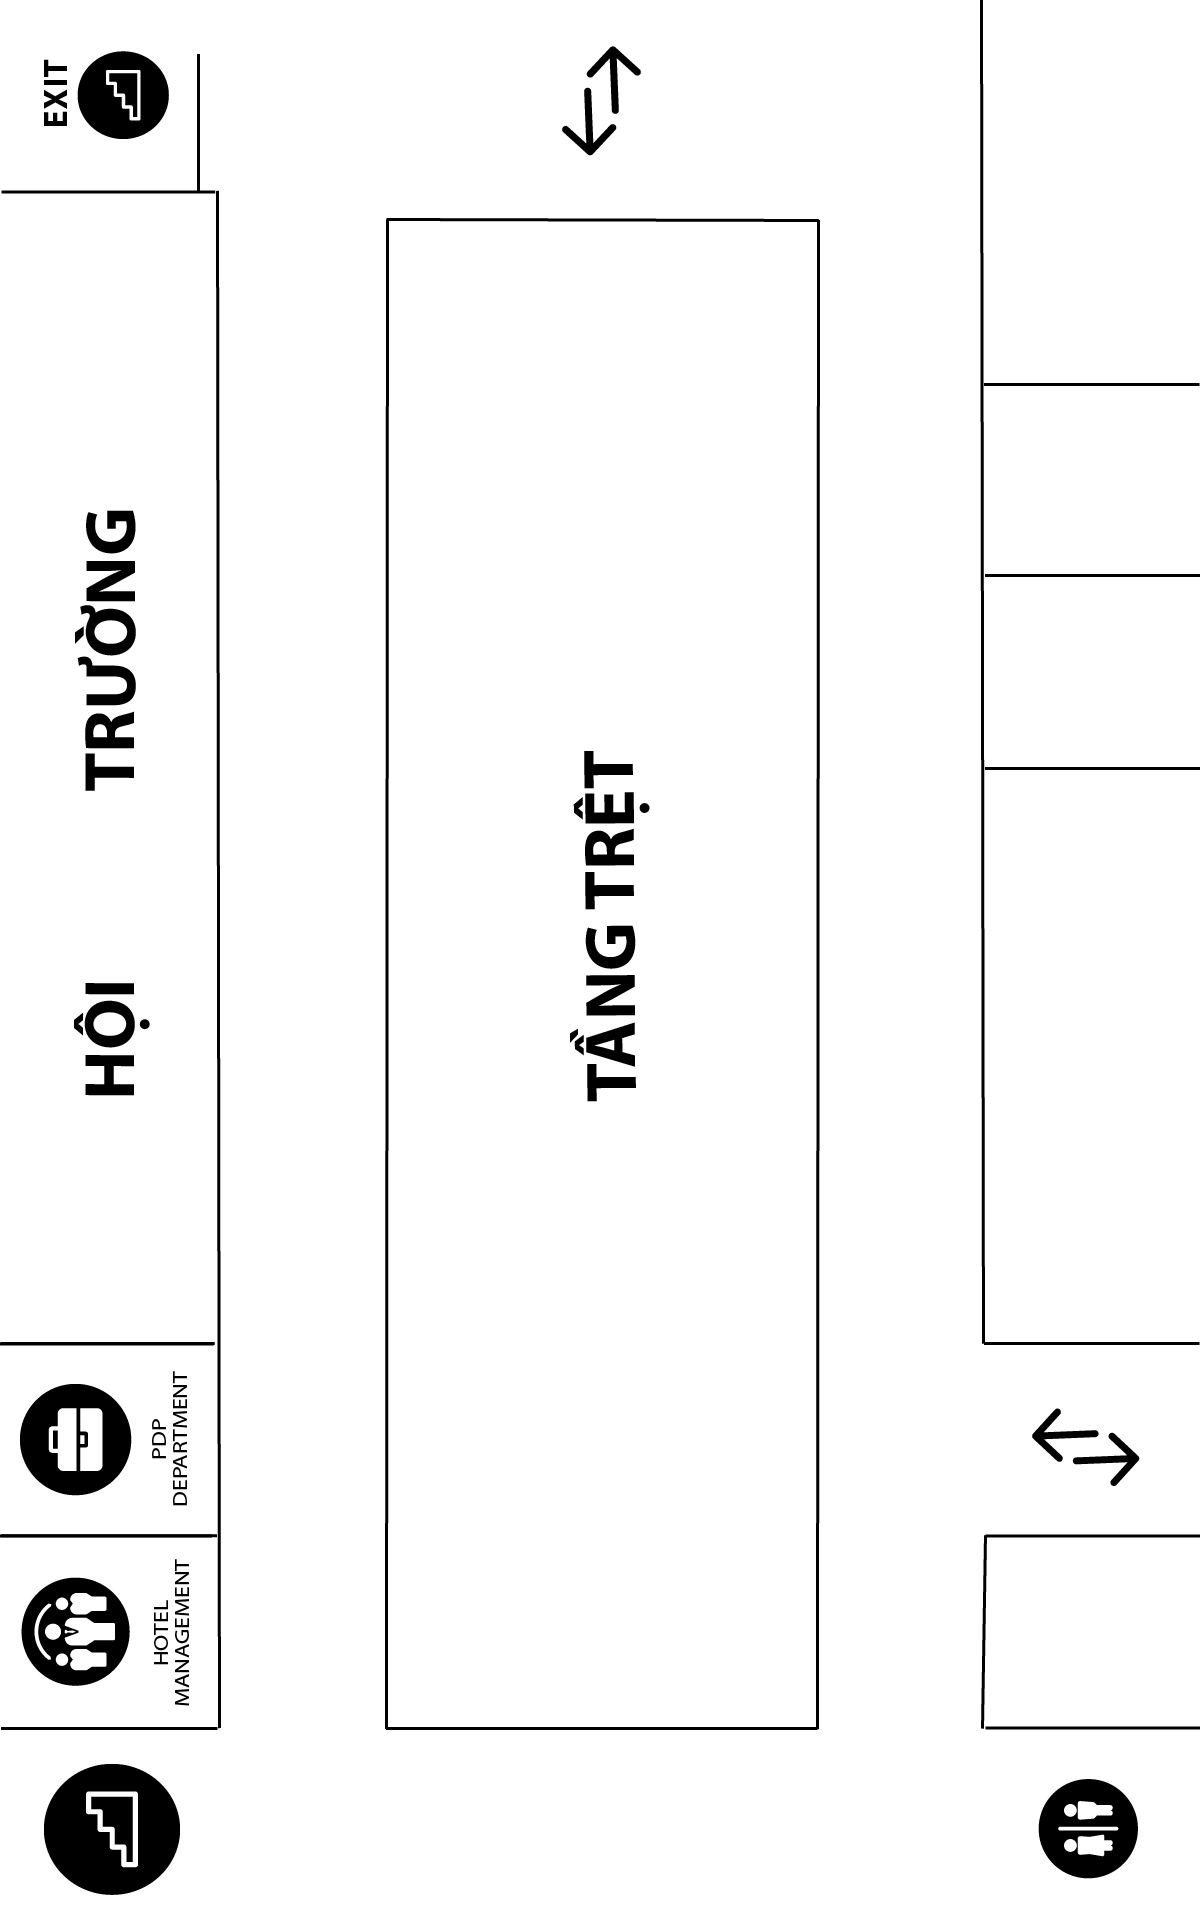 EXIT
HỘI TRƯỜNG
TẦNG TRỆT
PDP
DEPARTMENT
HOTEL
MANAGEMENT